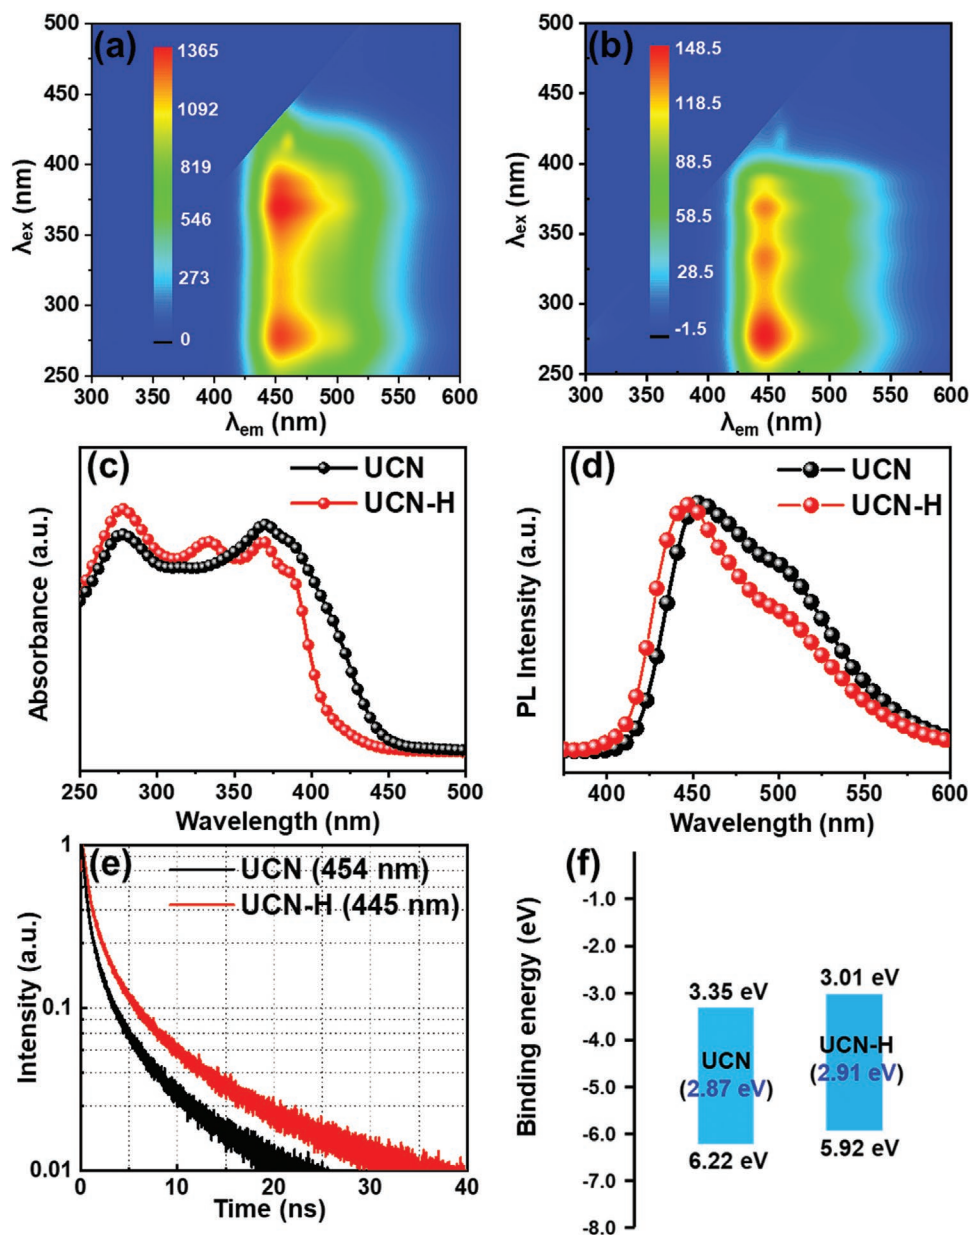 (a)
500
450
400
350
300
250
λex (nm)
1365
1092
819
546
273
0
300 350 400 450 500 550 600
λem (nm)
(b)
500
450
400
350
300
250
λex (nm)
148.5
118.5
88.5
58.5
28.5
-1.5
300 350 400 450 500 550 600
λem (nm)
(c)
UCN
UCN-H
Absorbance (a.u.)
250 300 350 400 450 500
Wavelength (nm)
(d)
UCN
UCN-H
PL Intensity (a.u.)
400 450 500 550 600
Wavelength (nm)
(e)
UCN (454 nm)
UCN-H (445 nm)
Intensity (a.u.)
1
0.1
0.01
0 10 20 30 40
Time (ns)
(f)
Binding energy (eV)
-1.0
-2.0
-3.0
-4.0
-5.0
-6.0
-7.0
-8.0
3.35 eV
UCN
(2.87 eV)
6.22 eV
3.01 eV
UCN-H
(2.91 eV)
5.92 eV